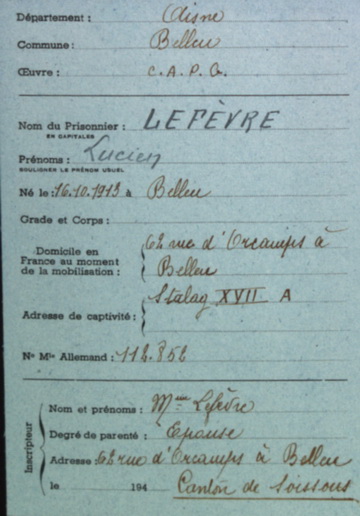 Département : Aisne
Commune : Belleu
Œuvre : C.A.P.G.
Nom du Prisonnier : LEFÈVRE
EN CAPITALES
Prénoms : Lucien
SOULIGNER LE PRÉNOM USUEL
Né le : 16.10.1913 à Belleu
Grade et Corps :
Domicile en France au moment de la mobilisation : 62 rue d'Orcamps à
Belleu
Adresse de captivité : Stalag XVII A
No Mle Allemand : 112.852
Inscripteur
Nom et prénoms : Mme Lefèvre
Degré de parenté : Epouse
Adresse : 62 rue d'Orcamps à Belleu
le 194 Canton de Soissons